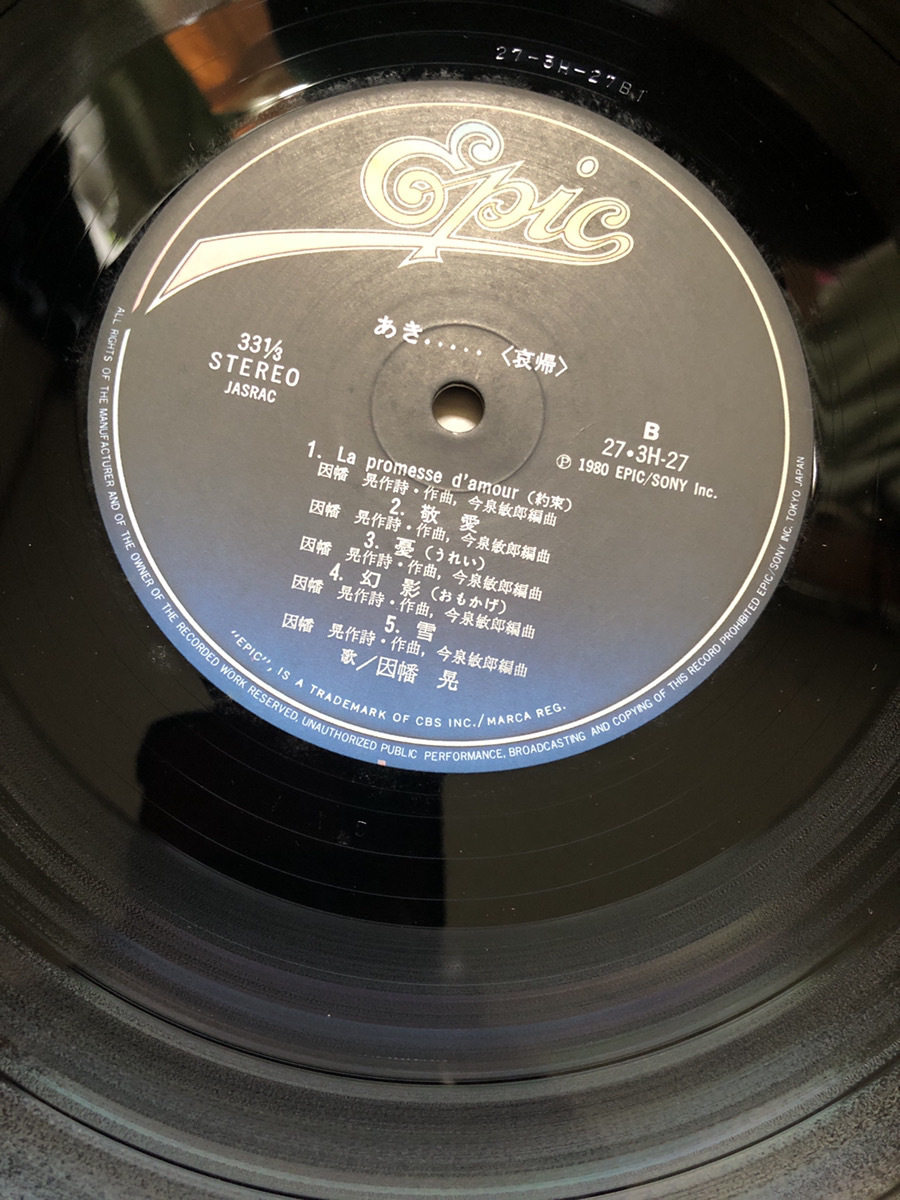 27-3H-27B1
Epic
あき.....〈哀帰〉
33⅓
STEREO
JASRAC
B
27・3H-27
Ⓟ 1980 EPIC/SONY Inc.
1. La promesse d'amour (約束)
因幡 晃作詩・作曲, 今泉敏郎編曲
2. 敬愛
因幡 晃作詩・作曲, 今泉敏郎編曲
3. 憂(うれい)
因幡 晃作詩・作曲, 今泉敏郎編曲
4. 幻影(おもかげ)
因幡 晃作詩・作曲, 今泉敏郎編曲
5. 雪
因幡 晃作詩・作曲, 今泉敏郎編曲
歌/因幡 晃
"EPIC", IS A TRADEMARK OF CBS INC./MARCA REG.
ALL RIGHTS OF THE MANUFACTURER AND OF THE OWNER OF THE RECORDED WORK RESERVED, UNAUTHORIZED PUBLIC PERFORMANCE, BROADCASTING AND COPYING OF THIS RECORD PROHIBITED EPIC/SONY INC. TOKYO JAPAN